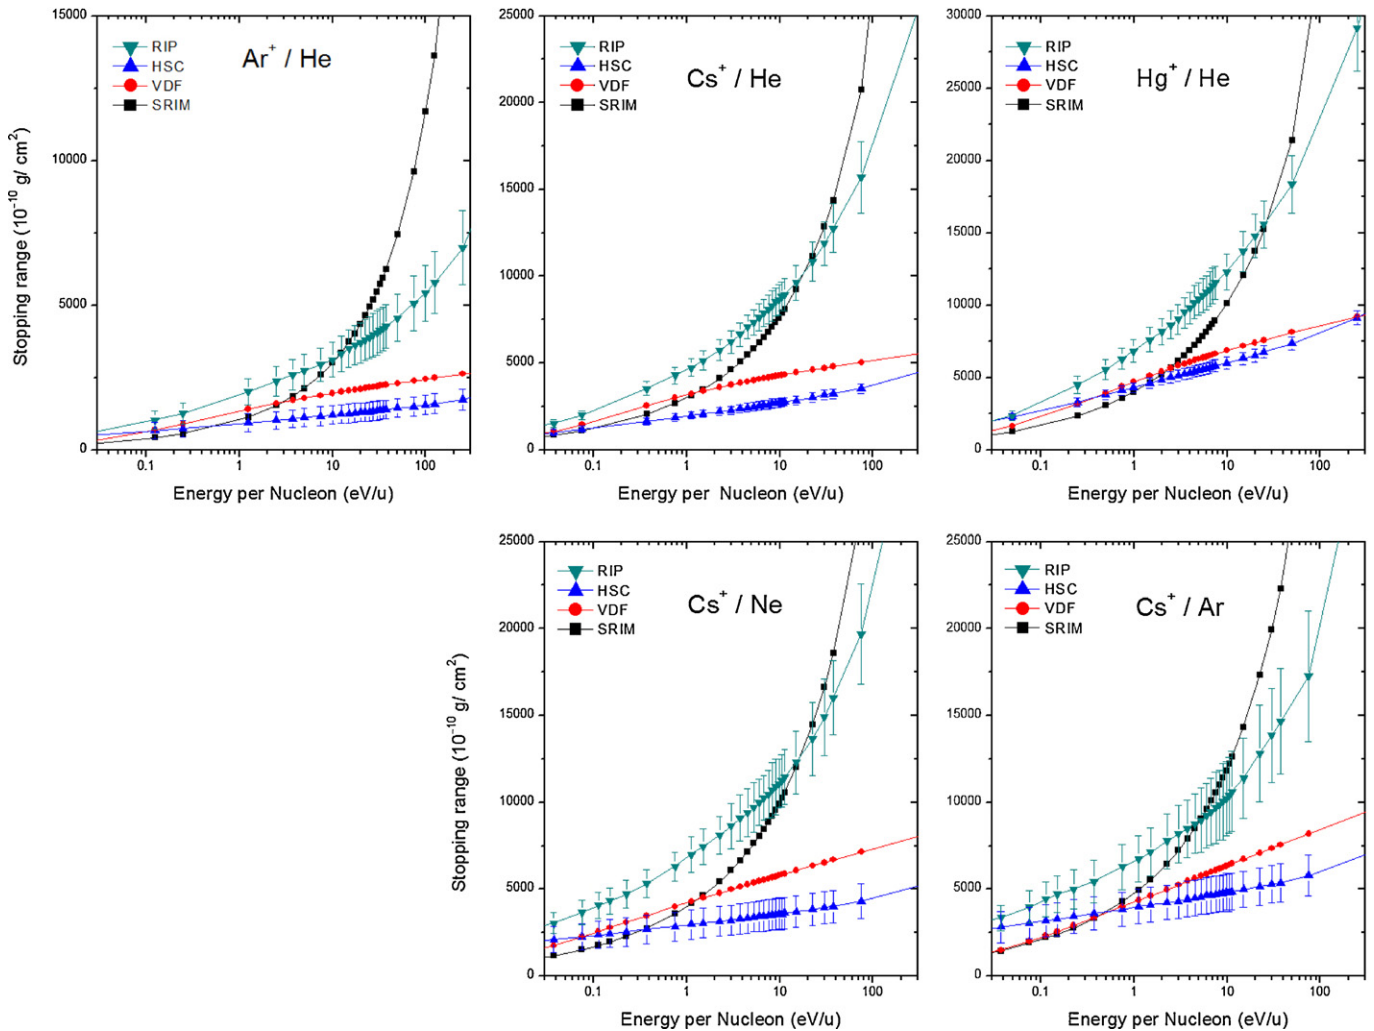 Ar+ / He
RIP
HSC
VDF
SRIM
15000
10000
5000
0
0.1
1
10
100
Energy per Nucleon (eV/u)
Stopping range (10⁻¹⁰ g/ cm²)
Cs+ / He
RIP
HSC
VDF
SRIM
25000
20000
15000
10000
5000
0
0.1
1
10
100
Energy per Nucleon (eV/u)
Hg+ / He
RIP
HSC
VDF
SRIM
30000
25000
20000
15000
10000
5000
0
0.1
1
10
100
Energy per Nucleon (eV/u)
Cs+ / Ne
RIP
HSC
VDF
SRIM
25000
20000
15000
10000
5000
0
0.1
1
10
100
Energy per Nucleon (eV/u)
Stopping range (10⁻¹⁰ g/ cm²)
Cs+ / Ar
RIP
HSC
VDF
SRIM
25000
20000
15000
10000
5000
0
0.1
1
10
100
Energy per Nucleon (eV/u)